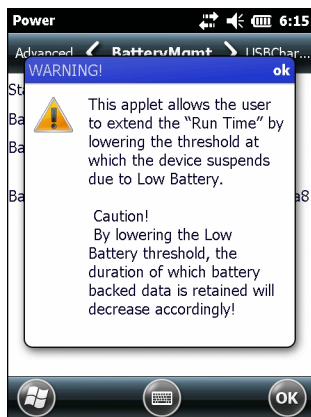 Power 6:15
Advanced BatteryMgmt USBChar...
WARNING! ok
This applet allows the user
to extend the “Run Time” by
lowering the threshold at
which the device suspends
due to Low Battery.
Caution!
By lowering the Low
Battery threshold, the
duration of which battery
backed data is retained will
decrease accordingly!
OK